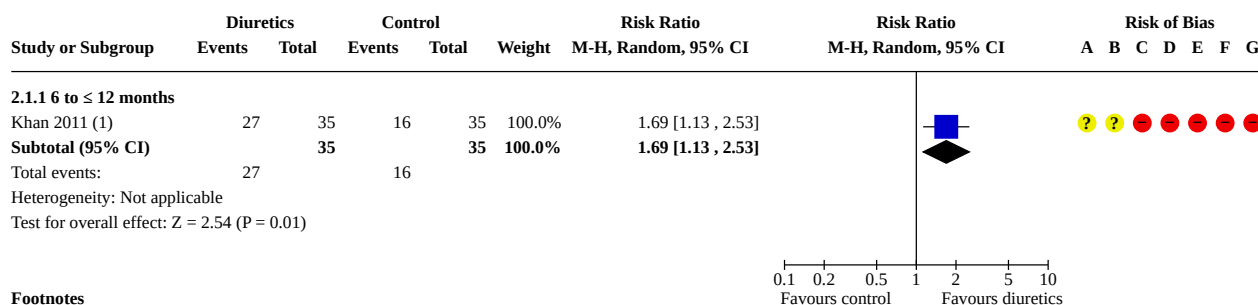 Diuretics Control Risk Ratio Risk Ratio Risk of Bias
Study or Subgroup Events Total Events Total Weight M-H, Random, 95% CI M-H, Random, 95% CI A B C D E F G
2.1.1 6 to ≤ 12 months
Khan 2011 (1) 27 35 16 35 100.0% 1.69 [1.13 , 2.53] ? ? − − − − −
Subtotal (95% CI) 35 35 100.0% 1.69 [1.13 , 2.53]
Total events: 27 16
Heterogeneity: Not applicable
Test for overall effect: Z = 2.54 (P = 0.01)
0.1 0.2 0.5 1 2 5 10
Footnotes Favours control Favours diuretics